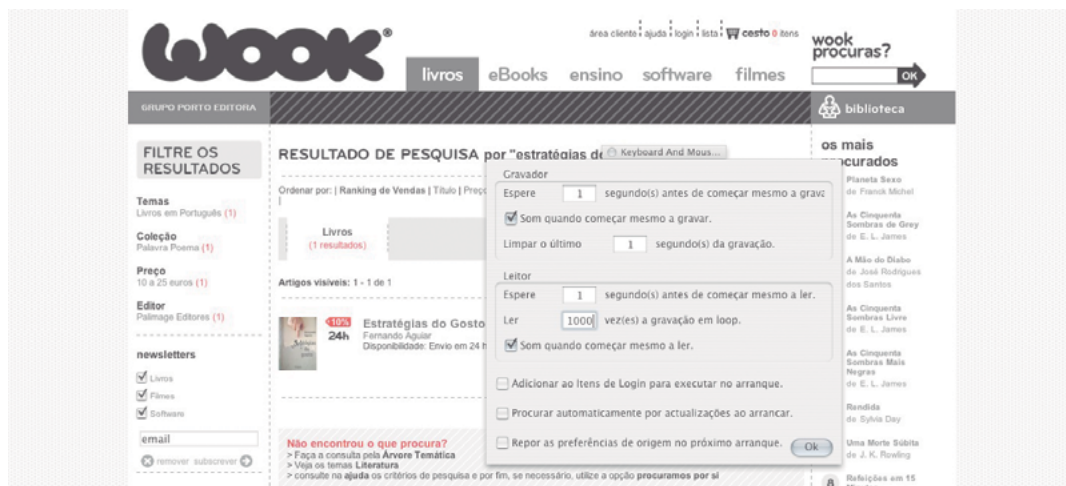 wook®
área cliente ajuda login lista cesto 0 itens
wook
procuras?
OK
livros eBooks ensino software filmes
GRUPO PORTO EDITORA
biblioteca
FILTRE OS
RESULTADOS
Temas
Livros em Português (1)
Coleção
Palavra Poema (1)
Preço
10 a 25 euros (1)
Editor
Palimage Editores (1)
newsletters
Livros
Filmes
Software
email
remover subscrever
RESULTADO DE PESQUISA por "estratégias d
Ordenar por: | Ranking de Vendas | Título | Preç
|
Livros
(1 resultados)
Artigos visíveis: 1 - 1 de 1
10%
24h
Estratégias do Gosto
Fernando Aguiar
Disponibilidade: Envio em 24 h
Não encontrou o que procura?
> Faça a consulta pela Árvore Temática
> Veja os temas Literatura
> consulte na ajuda os critérios de pesquisa e por fim, se necessário, utilize a opção procuramos por si
Keyboard And Mous...
Gravador
Espere 1 segundo(s) antes de começar mesmo a grava
Som quando começar mesmo a gravar.
Limpar o último 1 segundo(s) da gravação.
Leitor
Espere 1 segundo(s) antes de começar mesmo a ler.
Ler 1000 vez(es) a gravação em loop.
Som quando começar mesmo a ler.
Adicionar ao Itens de Login para executar no arranque.
Procurar automaticamente por actualizações ao arrancar.
Repor as preferências de origem no próximo arranque.
Ok
os mais
procurados
Planeta Sexo
de Franck Michel
As Cinquenta
Sombras de Grey
de E. L. James
A Mão do Diabo
de José Rodrigues
dos Santos
As Cinquenta
Sombras Livre
de E. L. James
As Cinquenta
Sombras Mais
Negras
de E. L. James
Rendida
de Sylvia Day
Uma Morte Súbita
de J. K. Rowling
8 Refeições em 15